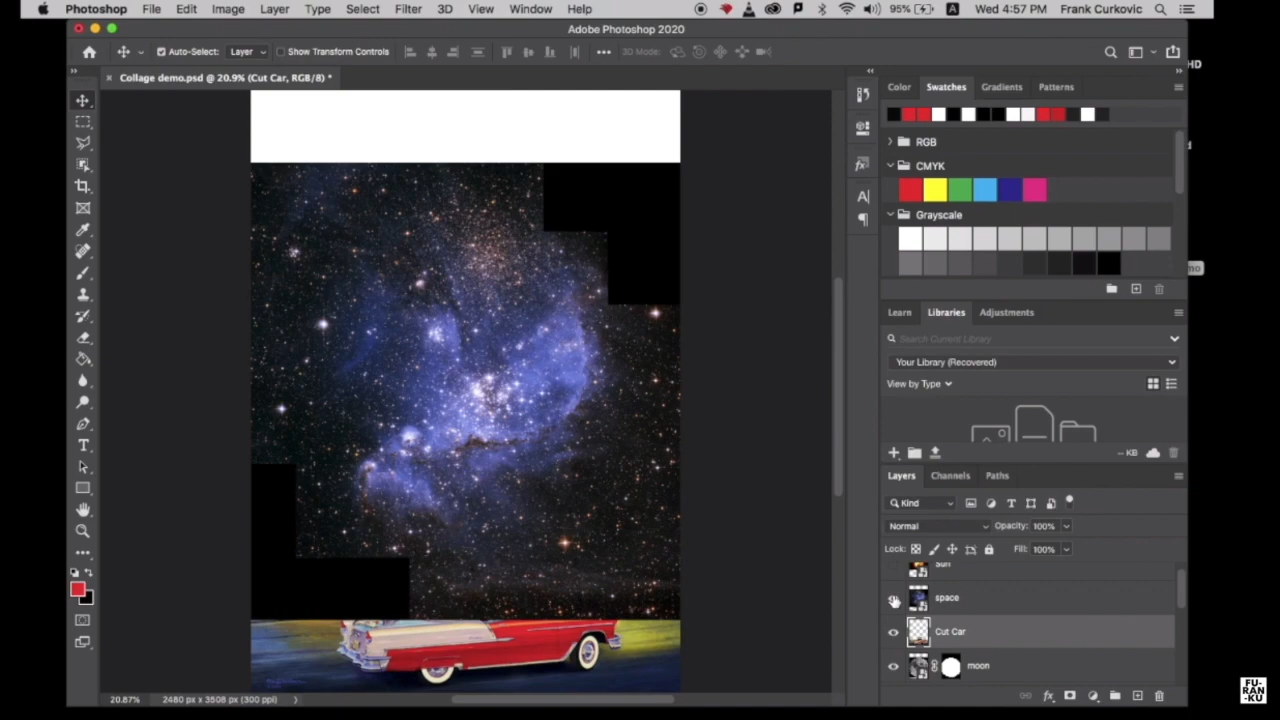 Photoshop File Edit Image Layer Type Select Filter 3D View Window Help 95% A Wed 4:57 PM Frank Curkovic
Adobe Photoshop 2020
Auto-Select: Layer Show Transform Controls 3D Mode:
HD
Collage demo.psd @ 20.9% (Cut Car, RGB/8) *
Color Swatches Gradients Patterns
RGB
CMYK
Grayscale
Learn Libraries Adjustments
Search Current Library
Your Library (Recovered)
View by Type
-- KB
Layers Channels Paths
Kind
Normal Opacity: 100%
Lock: Fill: 100%
Sun
space
Cut Car
moon
20.87% 2480 px x 3508 px (300 ppi)
FU-
RAN-
KU